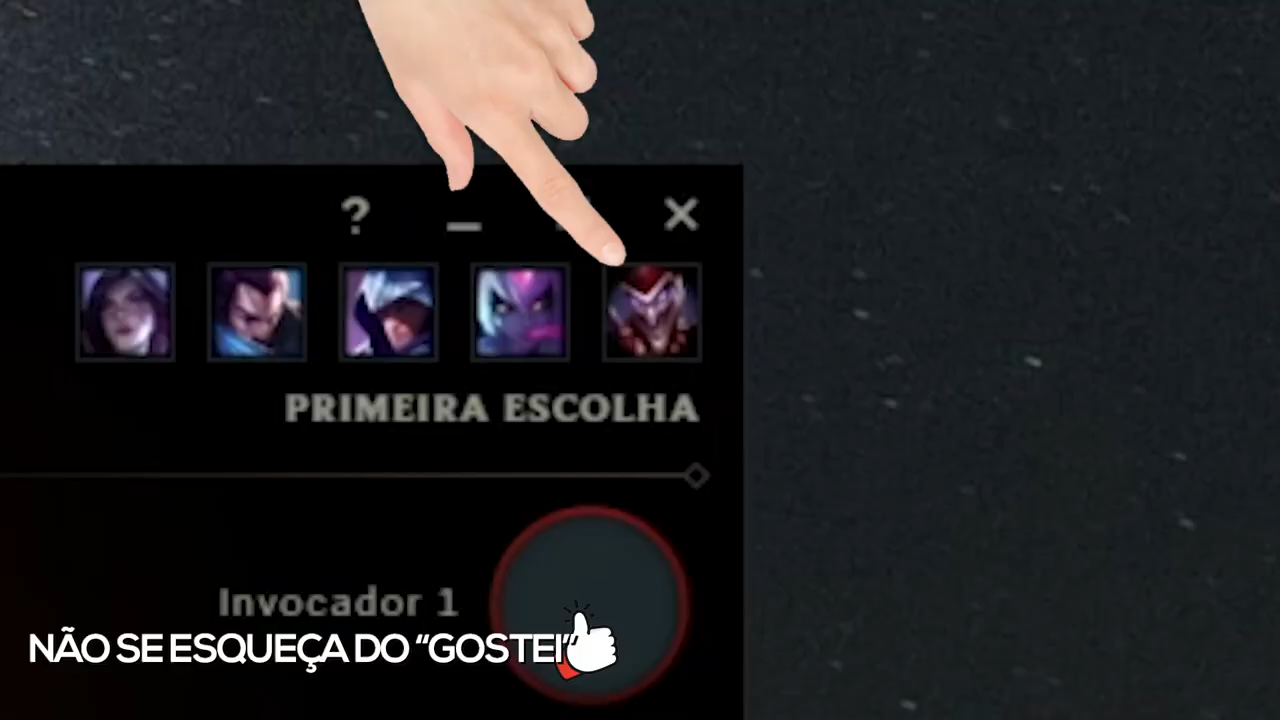 ?
PRIMEIRA ESCOLHA
Invocador 1
NÃO SE ESQUEÇA DO “GOSTEI”